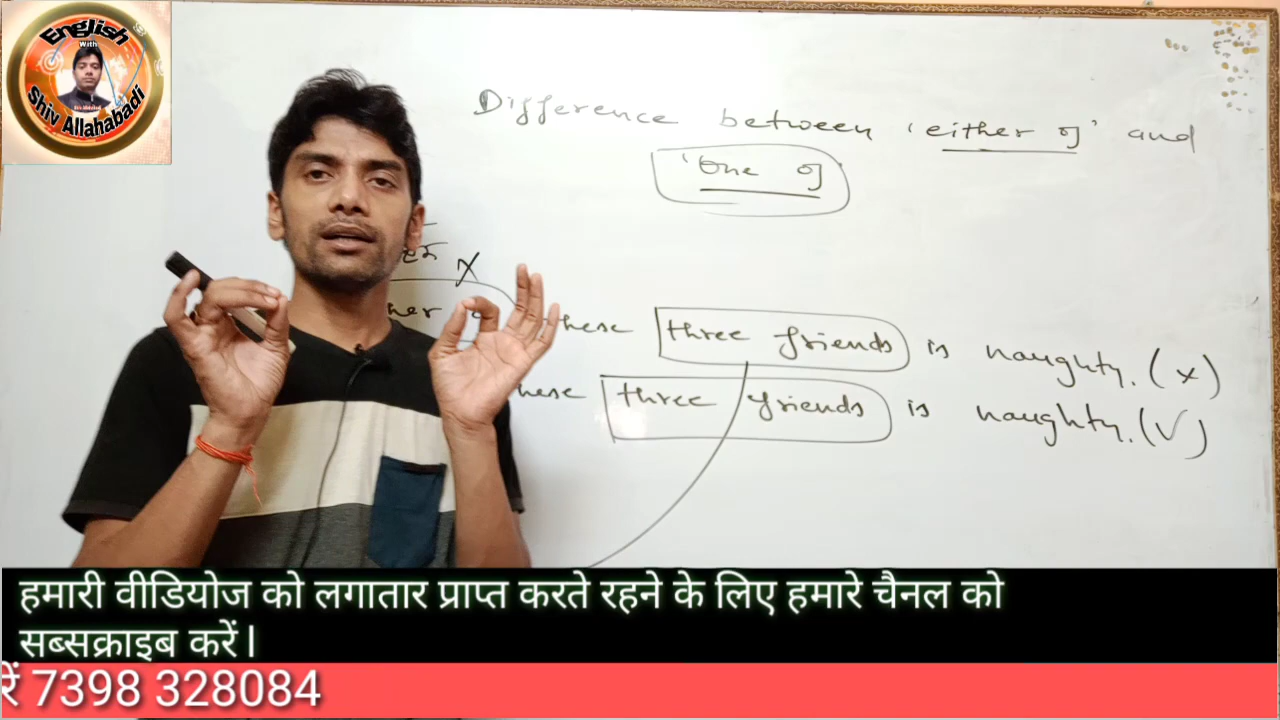 English
With
Shiv Allahabadi
Difference between 'either of' and
'One of
x
these three friends is naughty. (x)
hese three friends is naughty. (✓)
हमारी वीडियोज को लगातार प्राप्त करते रहने के लिए हमारे चैनल को
सब्सक्राइब करें।
रें 7398 328084